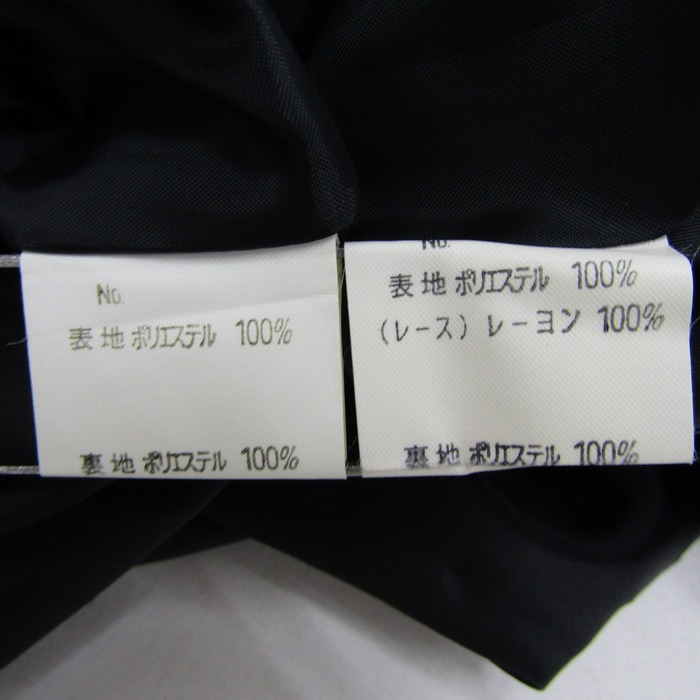 No.
表地 ポリエステル 100%
裏地 ポリエステル 100%
No.
表地 ポリエステル 100%
(レース) レーヨン 100%
裏地 ポリエステル 100%